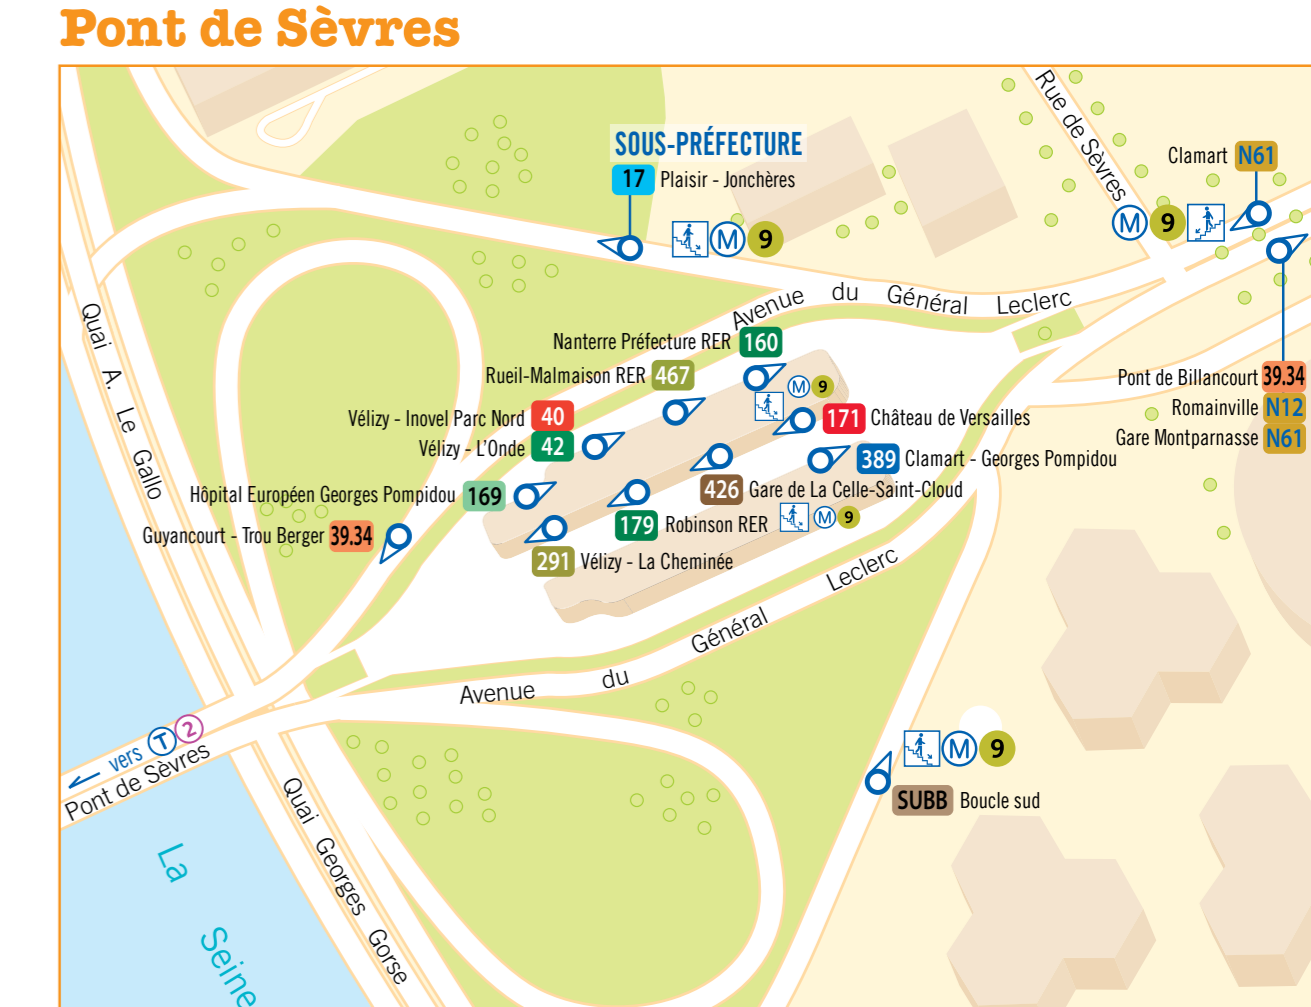 Pont de Sèvres
SOUS-PRÉFECTURE
17 Plaisir - Jonchères
M 9
Rue de Sèvres
Clamart N61
M 9
Avenue du Général Leclerc
Quai A. Le Gallo
Nanterre Préfecture RER 160
Rueil-Malmaison RER 467
M 9
Vélizy - Inovel Parc Nord 40
Vélizy - L'Onde 42
171 Château de Versailles
389 Clamart - Georges Pompidou
Pont de Billancourt 39.34
Romainville N12
Gare Montparnasse N61
Hôpital Européen Georges Pompidou 169
426 Gare de La Celle-Saint-Cloud
Guyancourt - Trou Berger 39.34
179 Robinson RER
M 9
291 Vélizy - La Cheminée
Avenue du Général Leclerc
vers T 2
Pont de Sèvres
M 9
SUBB Boucle sud
Quai Georges Gorse
La Seine